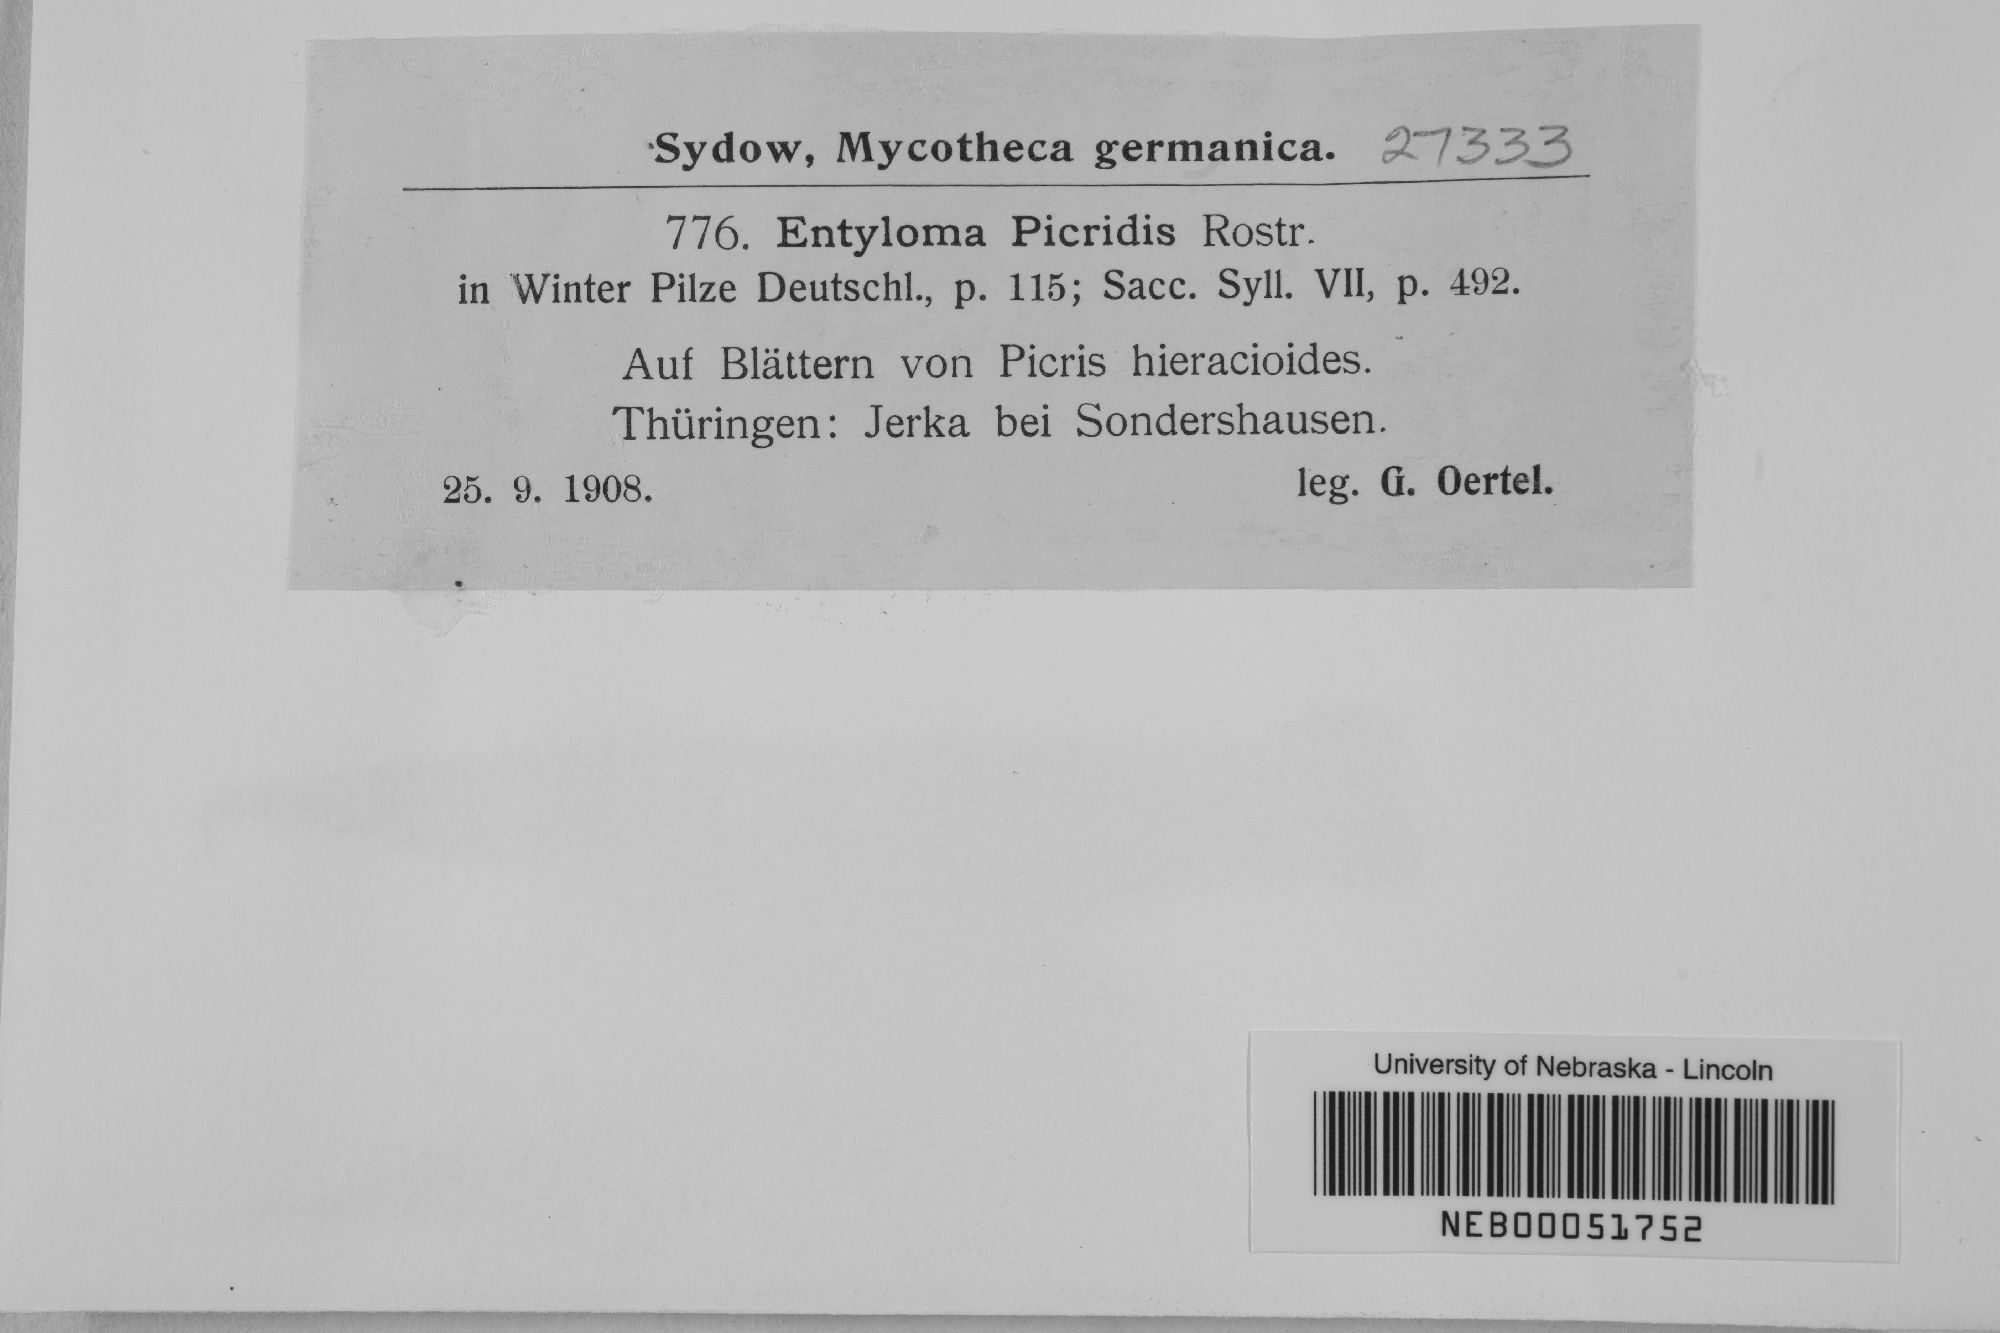 Sydow, Mycotheca germanica. 27333
776. Entyloma Picridis Rostr.
in Winter Pilze Deutschl., p. 115; Sacc. Syll. VII, p. 492.
Auf Blättern von Picris hieracioides.
Thüringen: Jerka bei Sondershausen.
25. 9. 1908. leg. G. Oertel.
University of Nebraska - Lincoln
NEB00051752